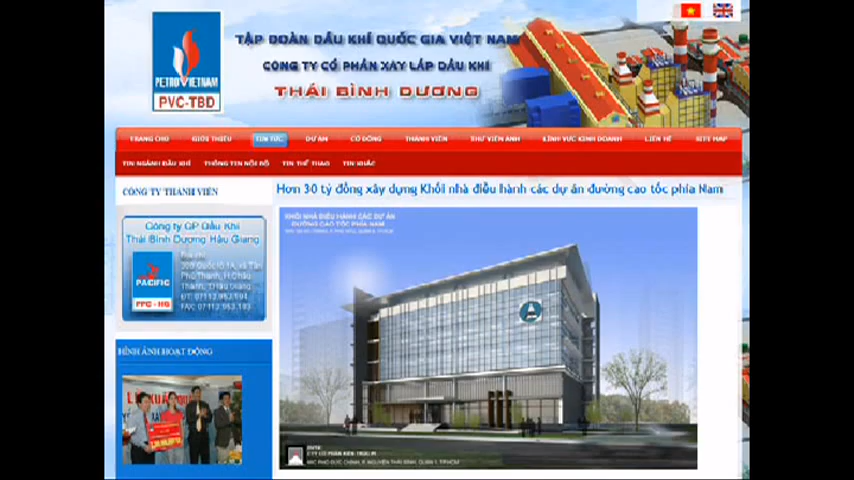 PETROVIETNAM
PVC-TBD
TẬP ĐOÀN DẦU KHÍ QUỐC GIA VIỆT NAM
CÔNG TY CỔ PHẦN XÂY LẮP DẦU KHÍ
THÁI BÌNH DƯƠNG
TRANG CHỦ GIỚI THIỆU TIN TỨC DỰ ÁN CỔ ĐÔNG THÀNH VIÊN THƯ VIỆN ẢNH LĨNH VỰC KINH DOANH LIÊN HỆ SITE MAP
TIN NGÀNH DẦU KHÍ THÔNG TIN NỘI BỘ TIN THỂ THAO TIN KHÁC
CÔNG TY THÀNH VIÊN
Hơn 30 tỷ đồng xây dựng Khối nhà điều hành các dự án đường cao tốc phía Nam
Công ty CP Dầu Khí
Thái Bình Dương Hậu Giang
PACIFIC
PPC - HG
KHỐI NHÀ ĐIỀU HÀNH CÁC DỰ ÁN
ĐƯỜNG CAO TỐC PHÍA NAM
HÌNH ẢNH HOẠT ĐỘNG